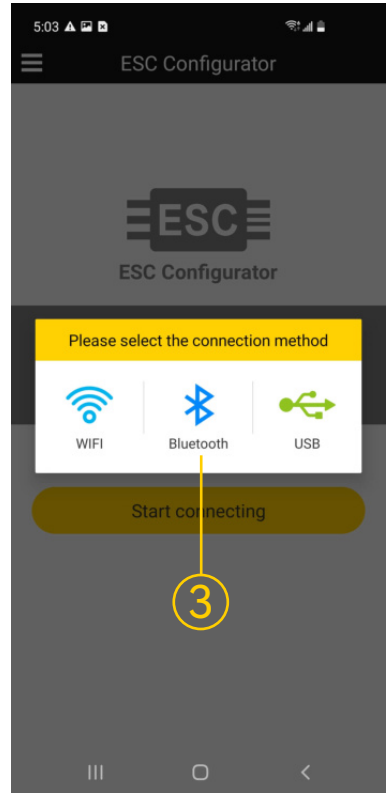 5:03
ESC Configurator
ESC
ESC Configurator
Please select the connection method
WIFI Bluetooth USB
Start connecting
3